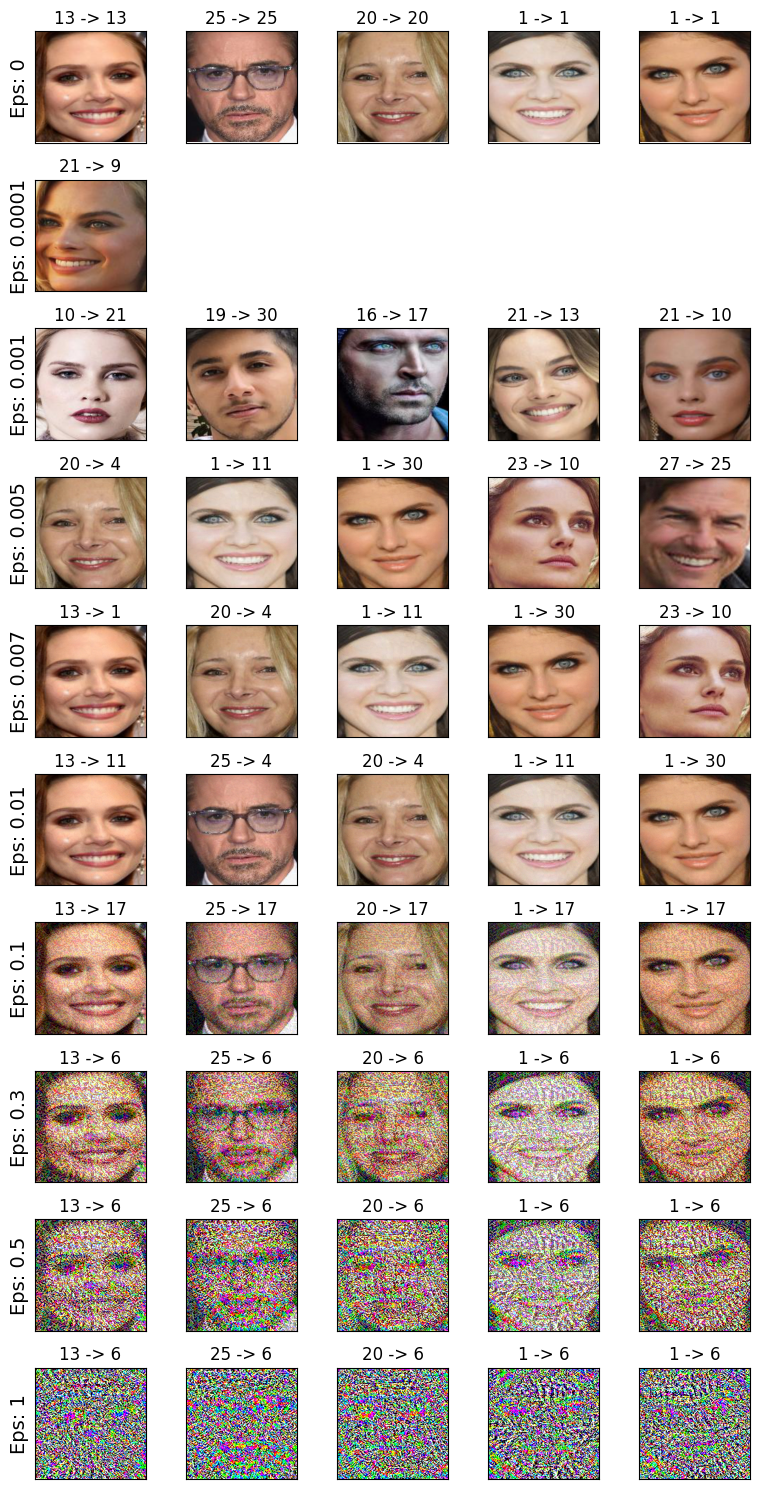 13 -> 13 25 -> 25 20 -> 20 1 -> 1 1 -> 1
Eps: 0
21 -> 9
Eps: 0.0001
10 -> 21 19 -> 30 16 -> 17 21 -> 13 21 -> 10
Eps: 0.001
20 -> 4 1 -> 11 1 -> 30 23 -> 10 27 -> 25
Eps: 0.005
13 -> 1 20 -> 4 1 -> 11 1 -> 30 23 -> 10
Eps: 0.007
13 -> 11 25 -> 4 20 -> 4 1 -> 11 1 -> 30
Eps: 0.01
13 -> 17 25 -> 17 20 -> 17 1 -> 17 1 -> 17
Eps: 0.1
13 -> 6 25 -> 6 20 -> 6 1 -> 6 1 -> 6
Eps: 0.3
13 -> 6 25 -> 6 20 -> 6 1 -> 6 1 -> 6
Eps: 0.5
13 -> 6 25 -> 6 20 -> 6 1 -> 6 1 -> 6
Eps: 1